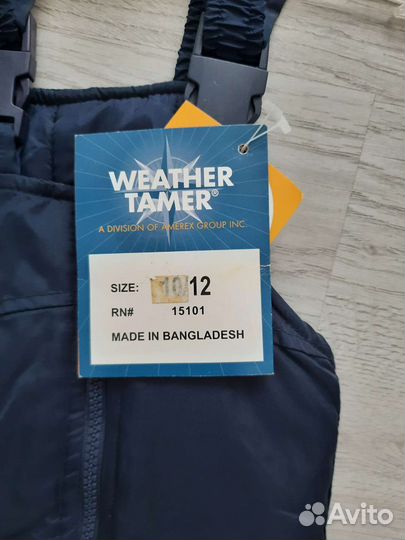 WEATHER
TAMER®
A DIVISION OF AMEREX GROUP INC.
SIZE: 10/12
RN# 15101
MADE IN BANGLADESH
Avito